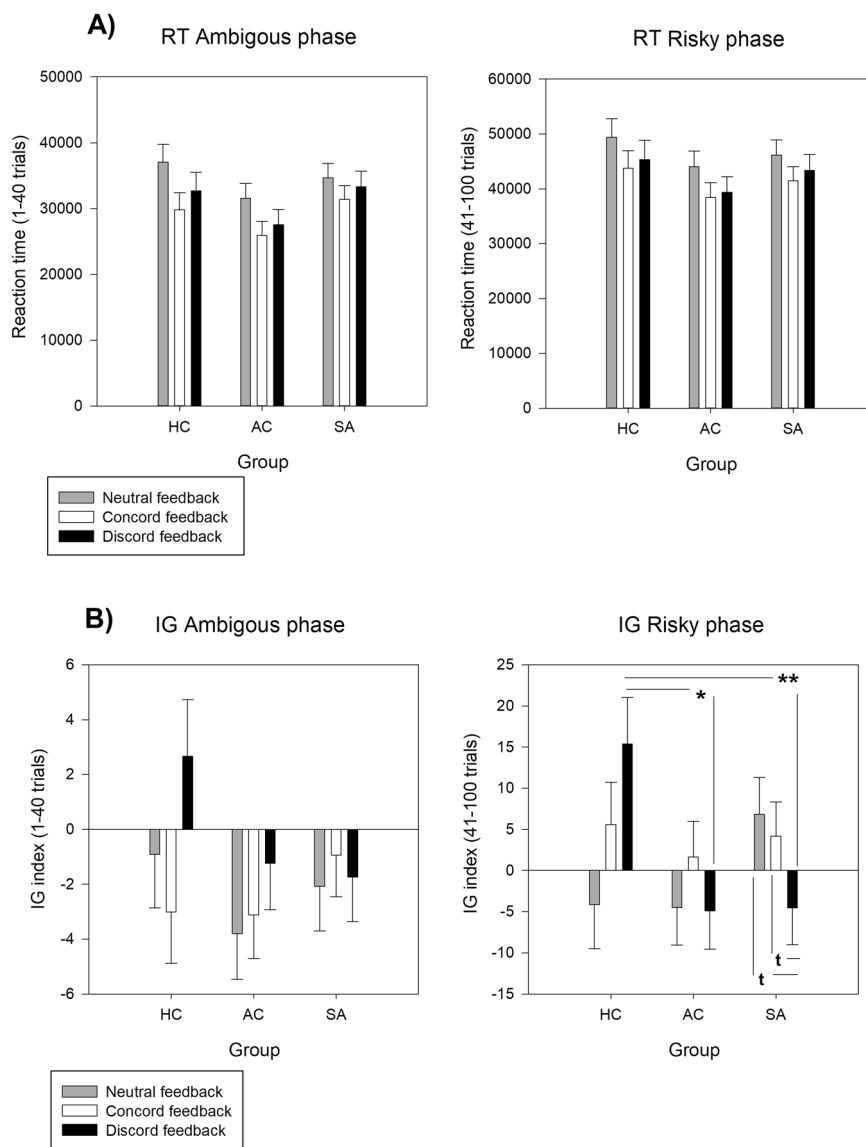 A)
RT Ambigous phase
50000
40000
30000
20000
10000
0
Reaction time (1-40 trials)
HC AC SA
Group
RT Risky phase
60000
50000
40000
30000
20000
10000
0
Reaction time (41-100 trials)
HC AC SA
Group
Neutral feedback
Concord feedback
Discord feedback
B)
IG Ambigous phase
6
4
2
0
-2
-4
-6
IG index (1-40 trials)
HC AC SA
Group
IG Risky phase
25
20
15
10
5
0
-5
-10
-15
IG index (41-100 trials)
**
*
t
t
HC AC SA
Group
Neutral feedback
Concord feedback
Discord feedback